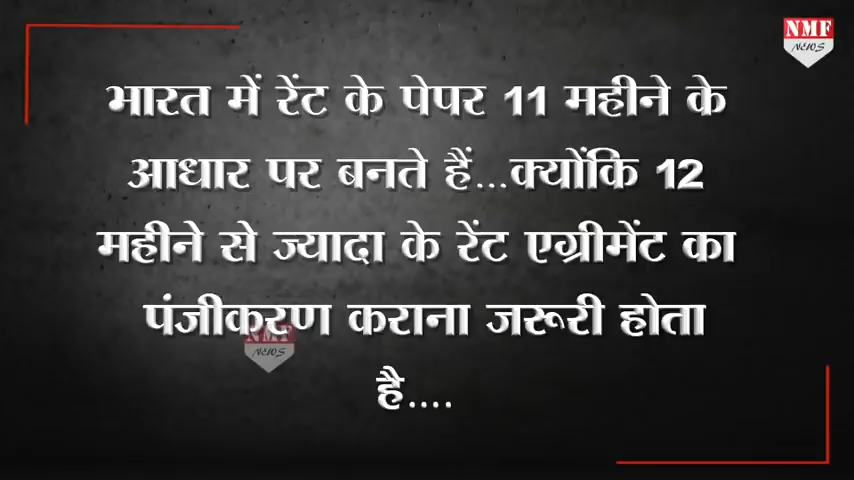 NMF
NEWS
भारत में रेंट के पेपर 11 महीने के
आधार पर बनते हैं...क्योंकि 12
महीने से ज्यादा के रेंट एग्रीमेंट का
पंजीकरण कराना जरूरी होता
है....
NMF
NEWS